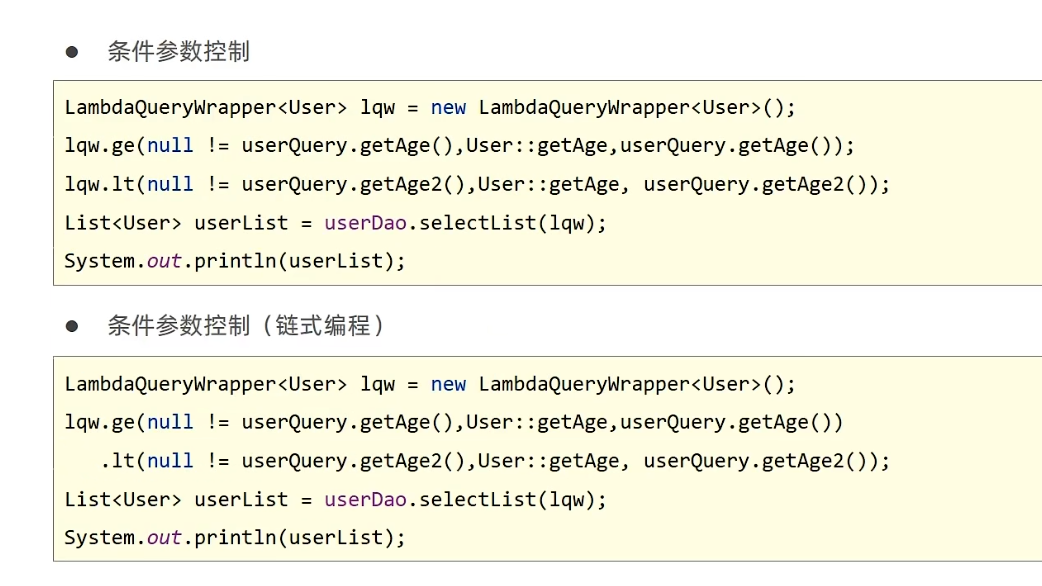 ● 条件参数控制
LambdaQueryWrapper<User> lqw = new LambdaQueryWrapper<User>();
lqw.ge(null != userQuery.getAge(),User::getAge,userQuery.getAge());
lqw.lt(null != userQuery.getAge2(),User::getAge, userQuery.getAge2());
List<User> userList = userDao.selectList(lqw);
System.out.println(userList);
● 条件参数控制（链式编程）
LambdaQueryWrapper<User> lqw = new LambdaQueryWrapper<User>();
lqw.ge(null != userQuery.getAge(),User::getAge,userQuery.getAge())
   .lt(null != userQuery.getAge2(),User::getAge, userQuery.getAge2());
List<User> userList = userDao.selectList(lqw);
System.out.println(userList);